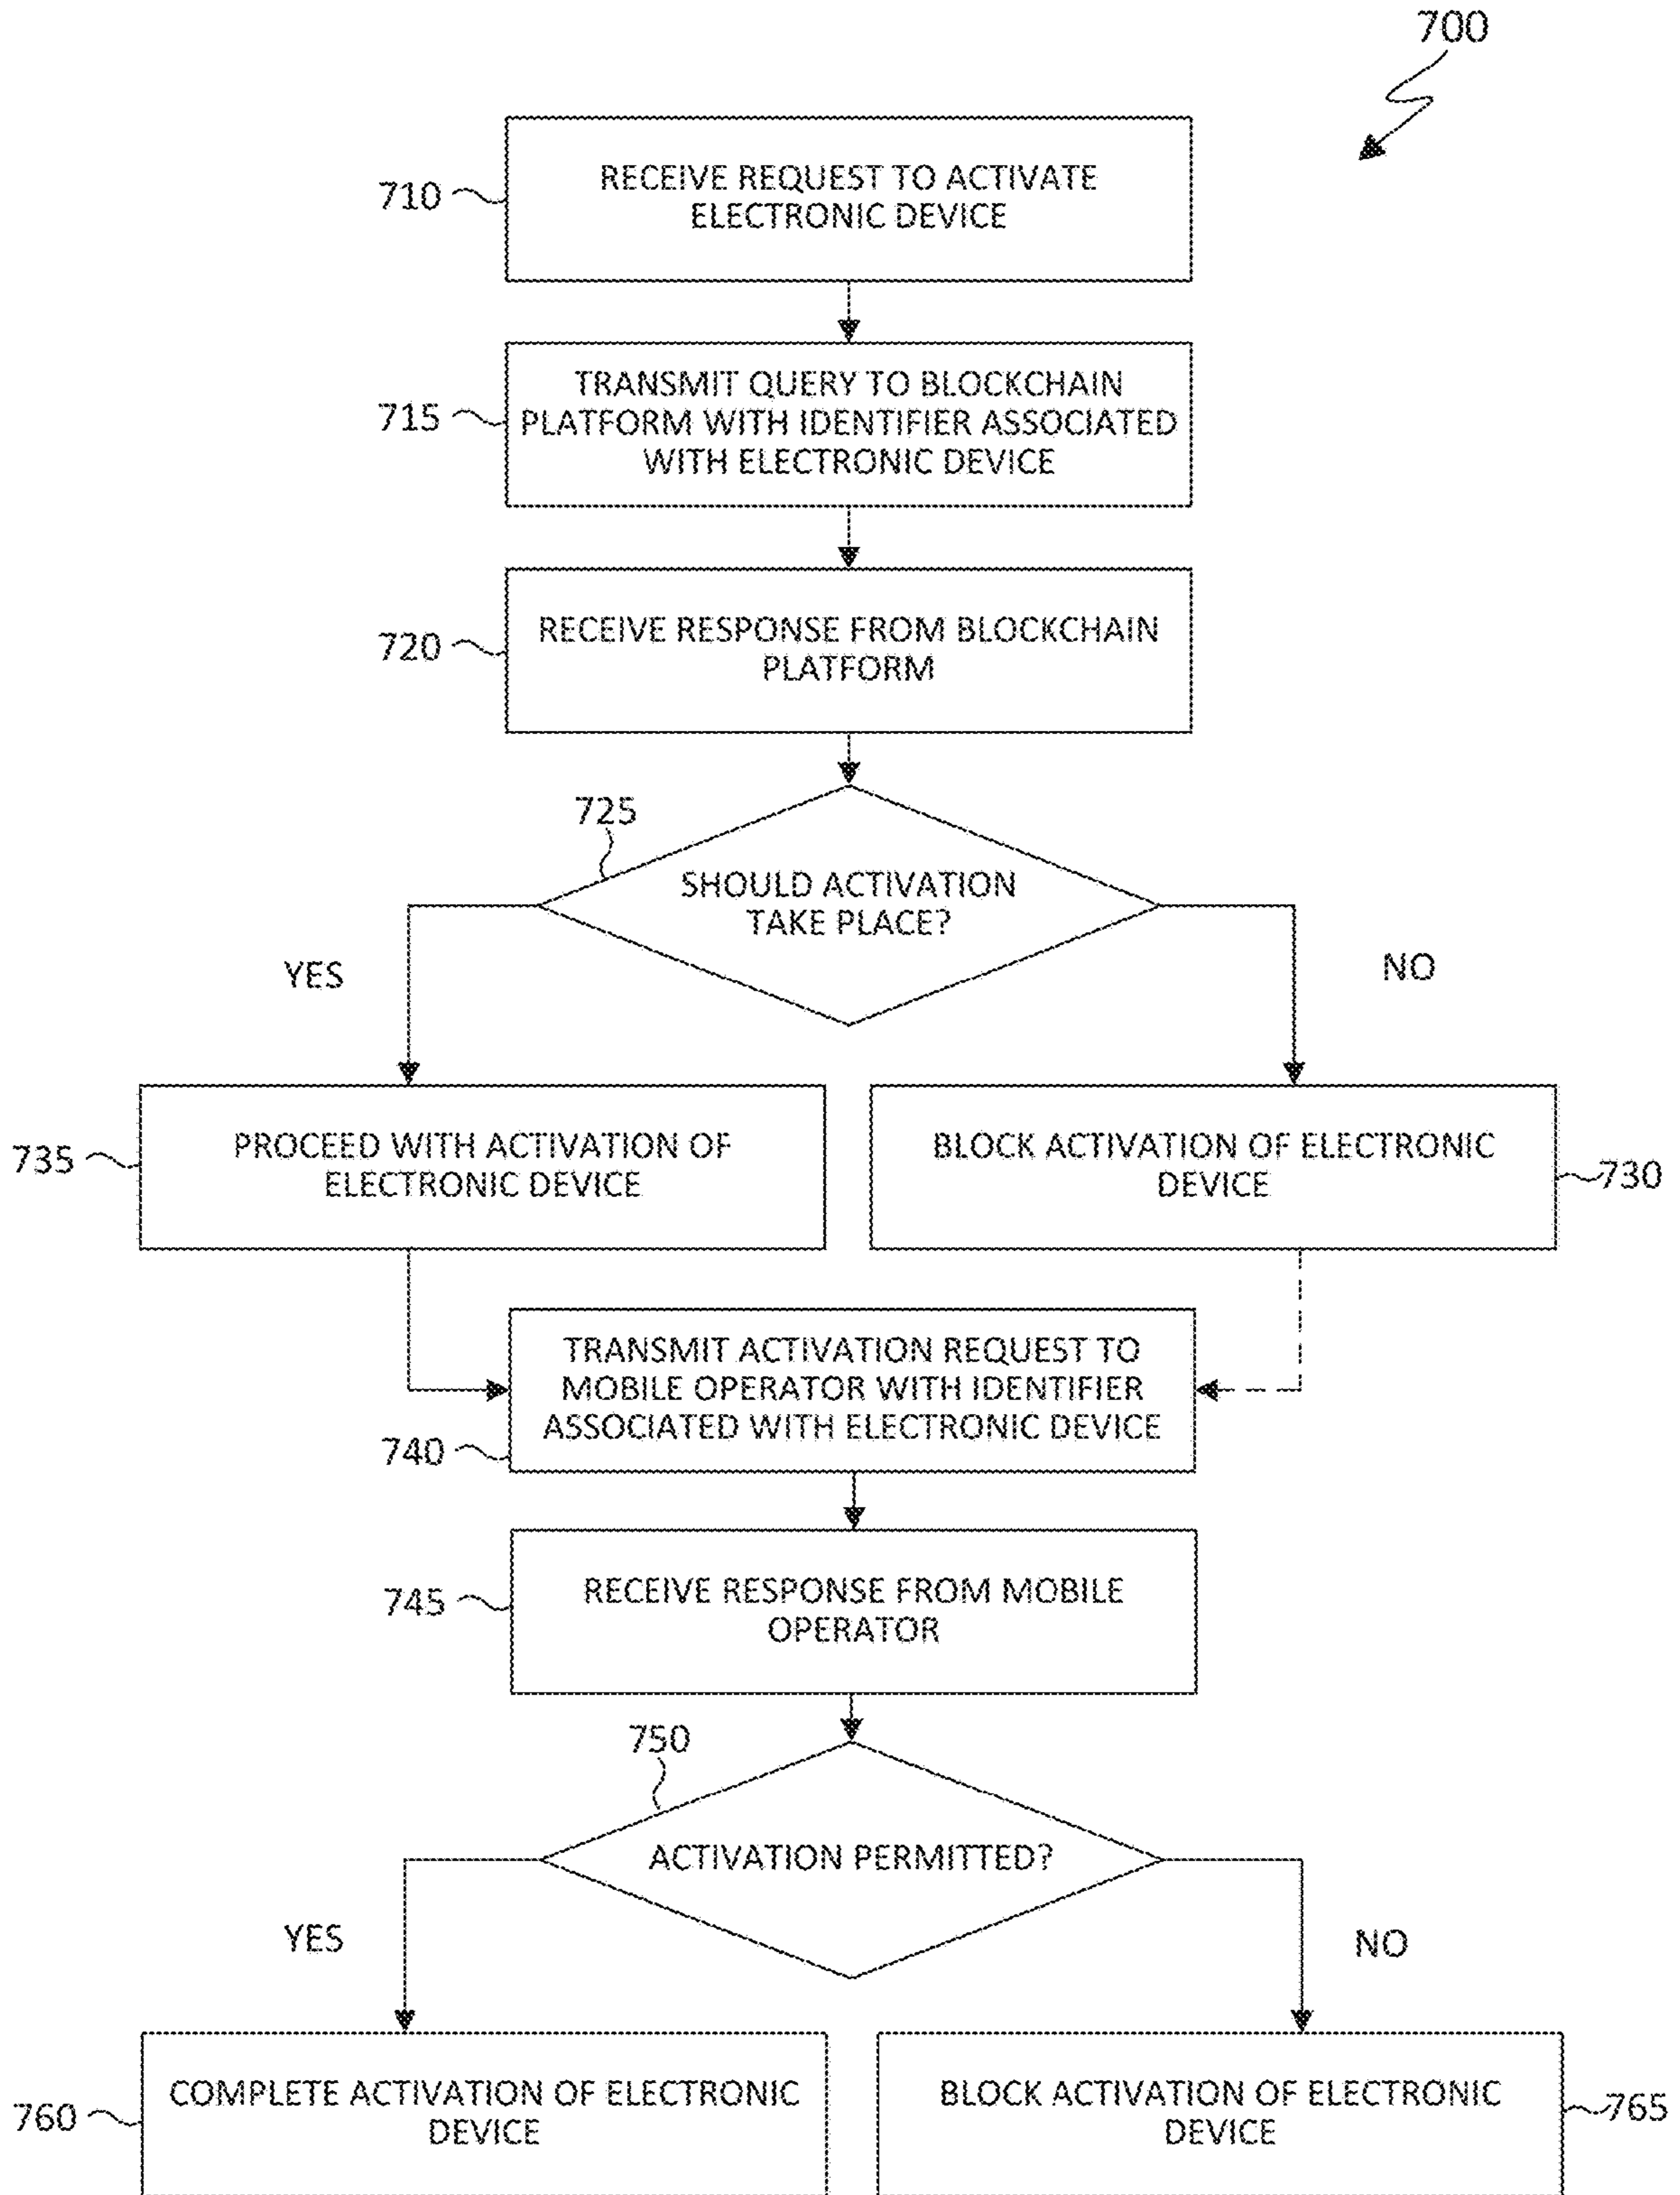 700
710
RECEIVE REQUEST TO ACTIVATE
ELECTRONIC DEVICE
715
TRANSMIT QUERY TO BLOCKCHAIN
PLATFORM WITH IDENTIFIER ASSOCIATED
WITH ELECTRONIC DEVICE
720
RECEIVE RESPONSE FROM BLOCKCHAIN
PLATFORM
725
SHOULD ACTIVATION
TAKE PLACE?
YES
NO
735
PROCEED WITH ACTIVATION OF
ELECTRONIC DEVICE
BLOCK ACTIVATION OF ELECTRONIC
DEVICE
730
TRANSMIT ACTIVATION REQUEST TO
MOBILE OPERATOR WITH IDENTIFIER
ASSOCIATED WITH ELECTRONIC DEVICE
740
745
RECEIVE RESPONSE FROM MOBILE
OPERATOR
750
ACTIVATION PERMITTED?
YES
NO
760
COMPLETE ACTIVATION OF ELECTRONIC
DEVICE
BLOCK ACTIVATION OF ELECTRONIC
DEVICE
765